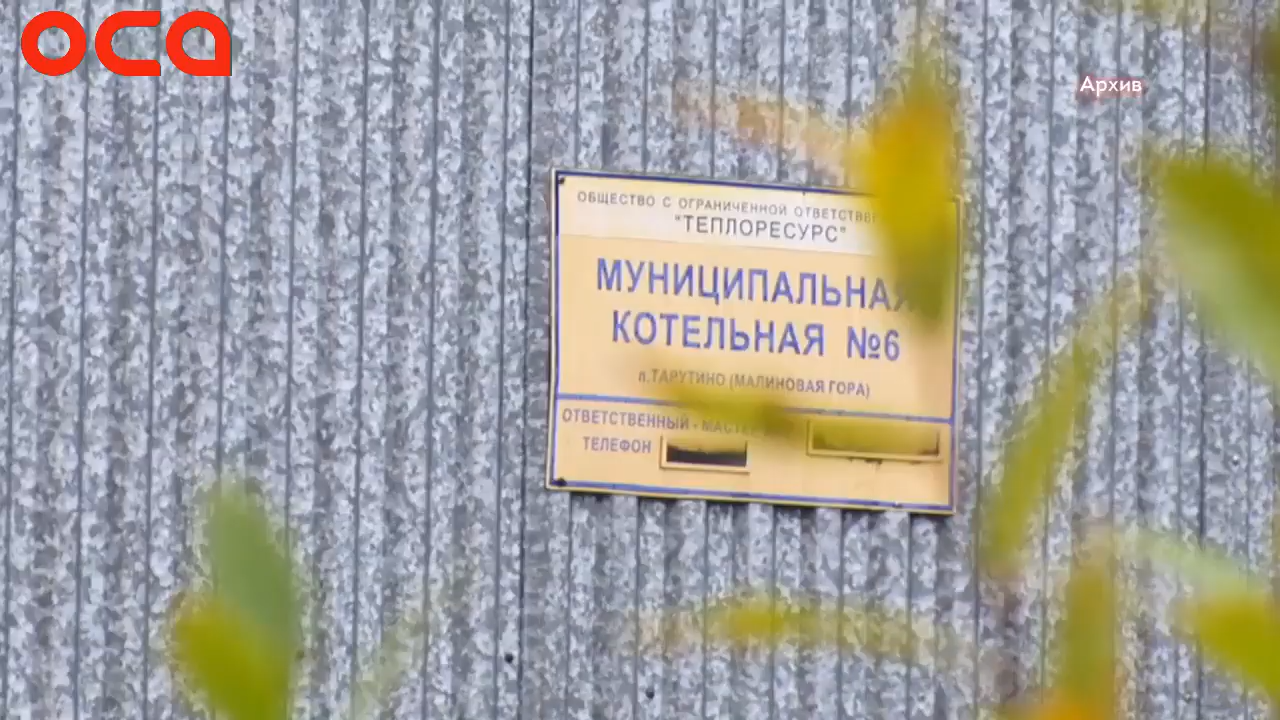 оса
Архив
ОБЩЕСТВО С ОГРАНИЧЕННОЙ
"ТЕПЛОРЕСУРС"
МУНИЦИПАЛЬНАЯ
КОТЕЛЬНАЯ №6
п.ТАРУТИНО (МАЛИНОВАЯ ГОРА)
ОТВЕТСТВЕННЫЙ -
ТЕЛЕФОН